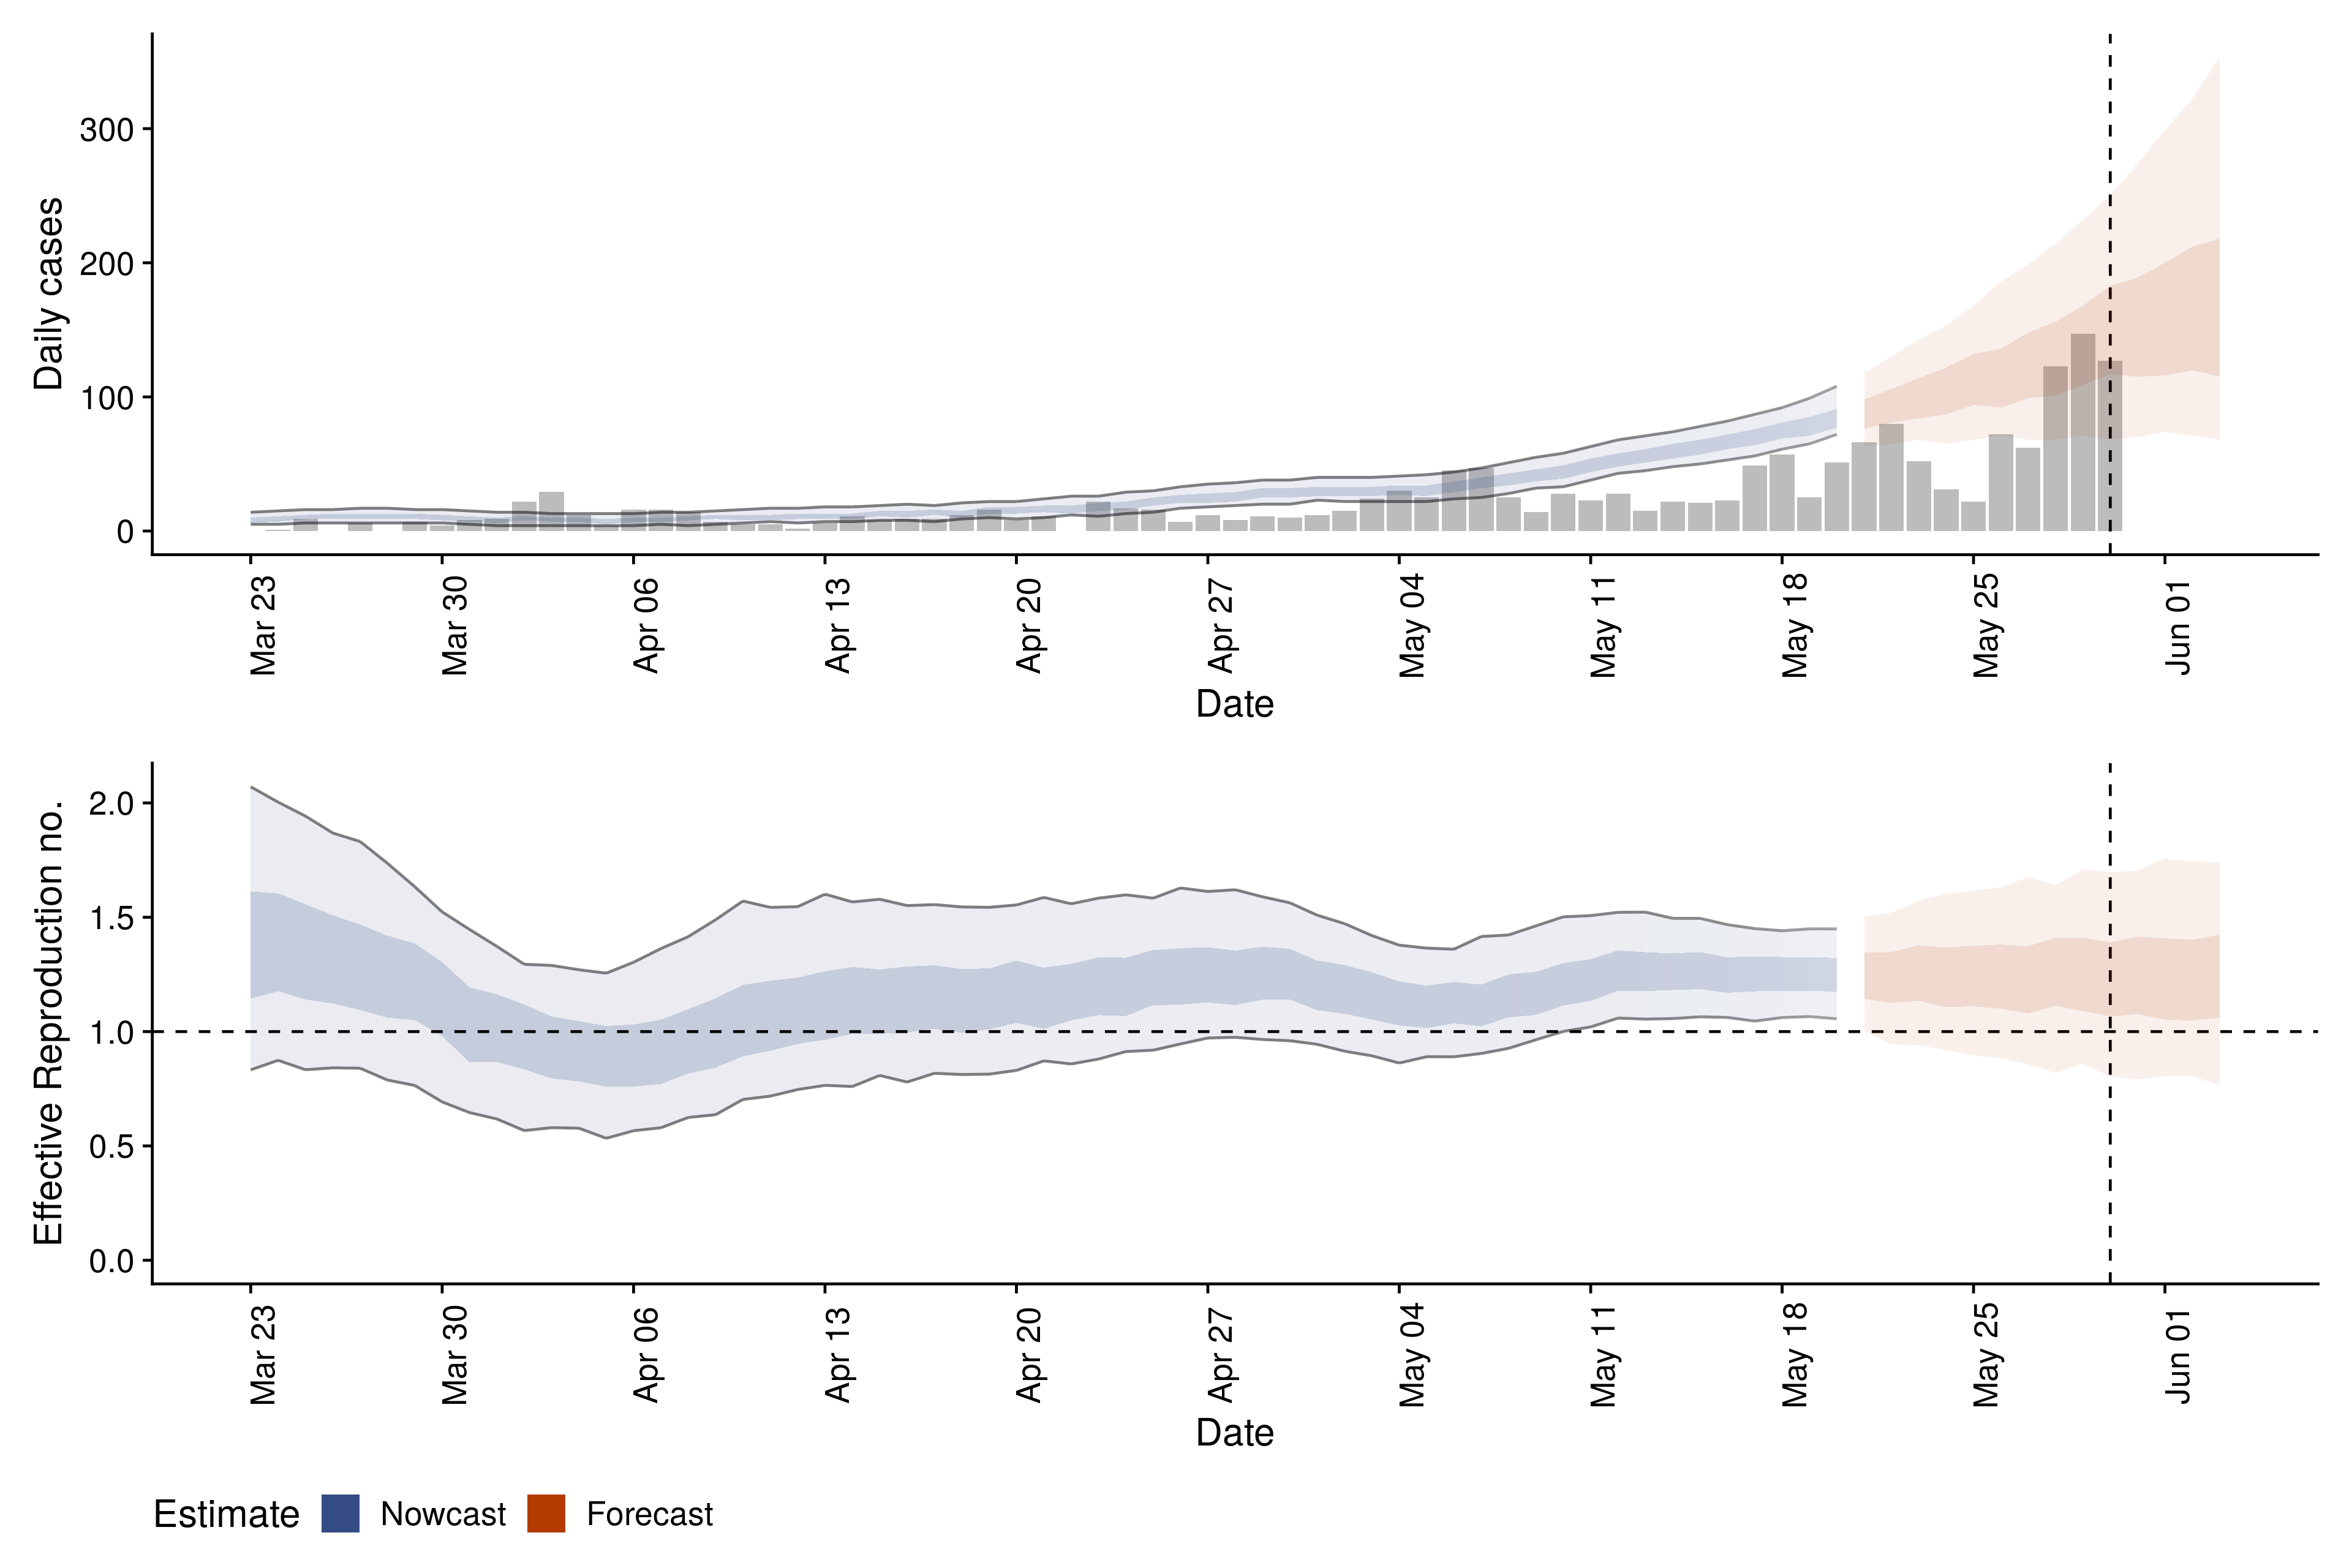 Daily cases
300
200
100
0
Mar 23
Mar 30
Apr 06
Apr 13
Apr 20
Apr 27
May 04
May 11
May 18
May 25
Jun 01
Date
Effective Reproduction no.
2.0
1.5
1.0
0.5
0.0
Mar 23
Mar 30
Apr 06
Apr 13
Apr 20
Apr 27
May 04
May 11
May 18
May 25
Jun 01
Date
Estimate Nowcast Forecast